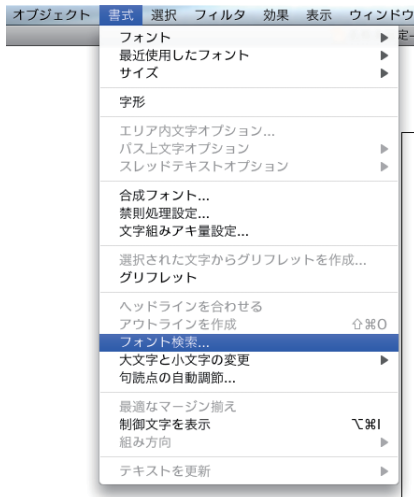 オブジェクト 書式 選択 フィルタ 効果 表示 ウィンドウ
定-
フォント ▶
最近使用したフォント ▶
サイズ ▶
字形
エリア内文字オプション...
パス上文字オプション ▶
スレッドテキストオプション ▶
合成フォント...
禁則処理設定...
文字組みアキ量設定...
選択された文字からグリフレットを作成...
グリフレット
ヘッドラインを合わせる
アウトラインを作成 ⇧⌘O
フォント検索...
大文字と小文字の変更 ▶
句読点の自動調節...
最適なマージン揃え
制御文字を表示 ⌥⌘I
組み方向 ▶
テキストを更新 ▶